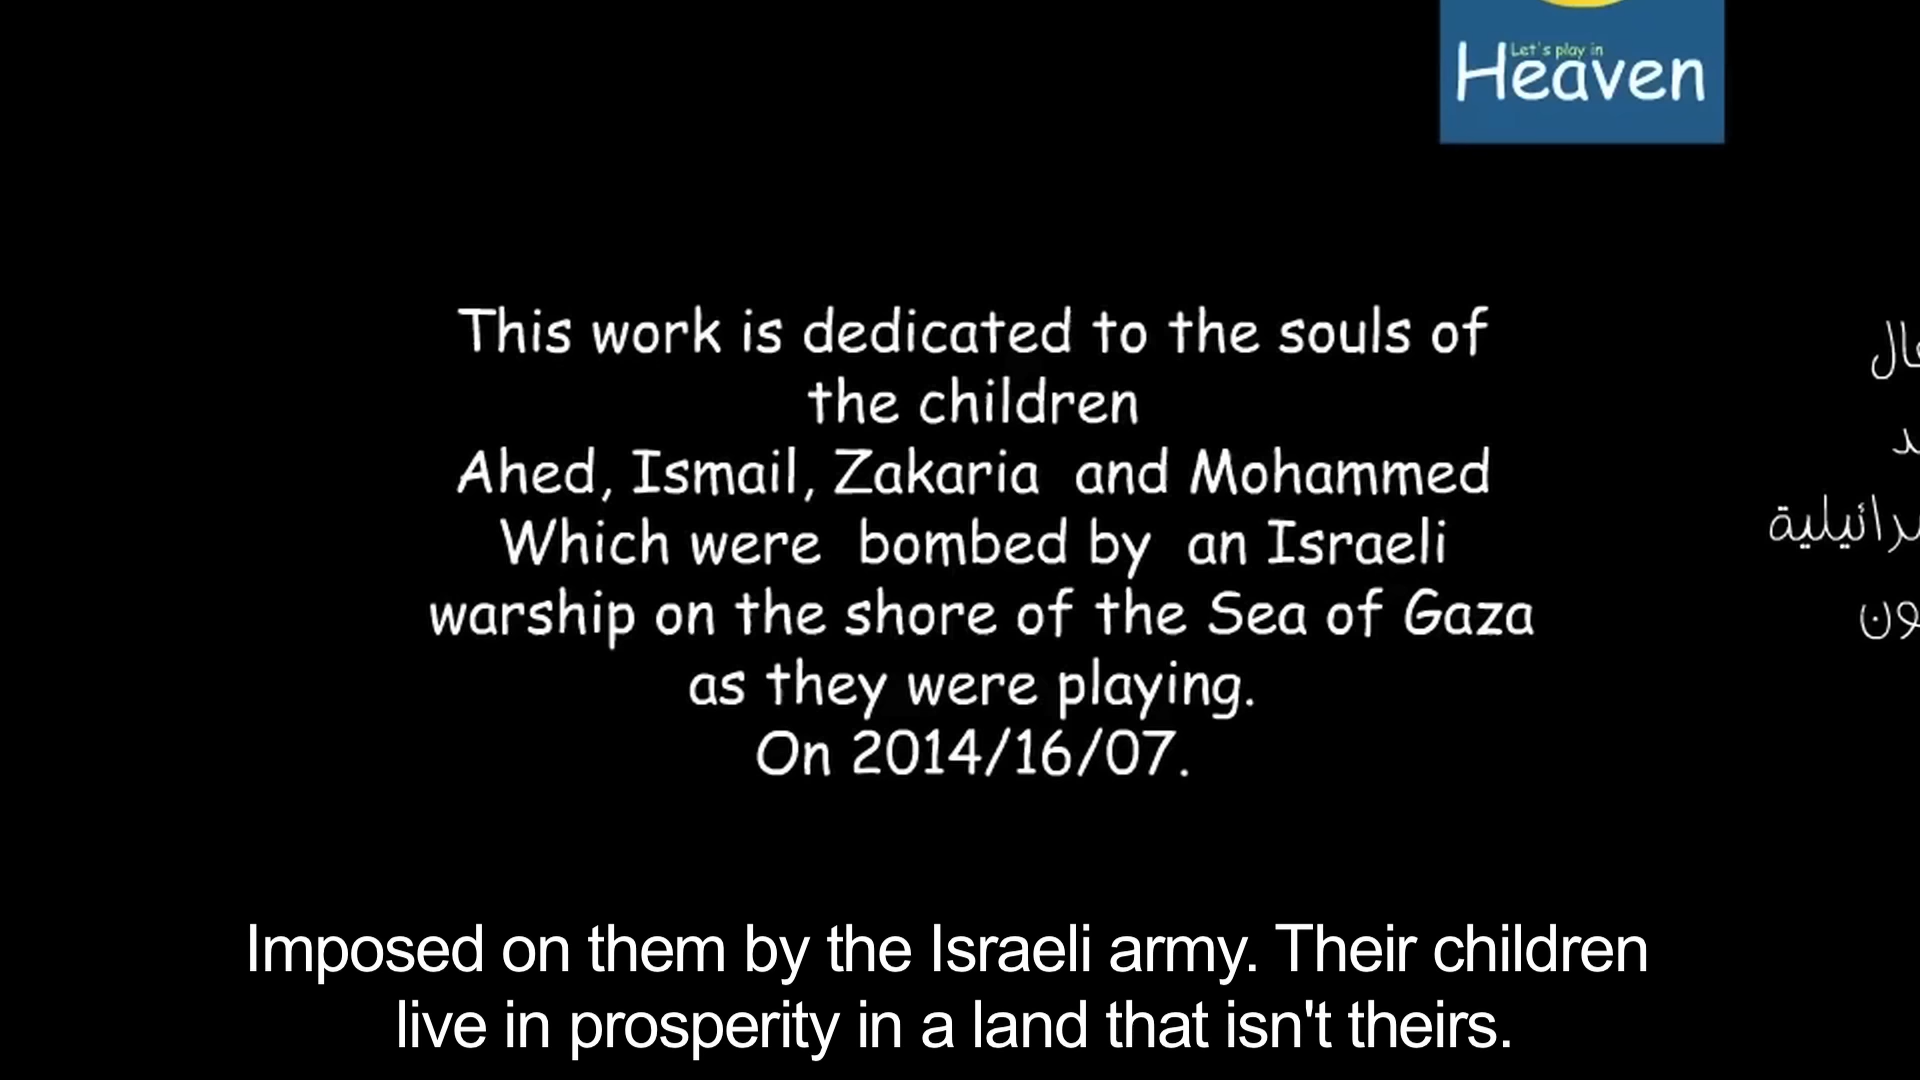 Let's play in
Heaven
This work is dedicated to the souls of
the children
Ahed, Ismail, Zakaria and Mohammed
Which were bombed by an Israeli
warship on the shore of the Sea of Gaza
as they were playing.
On 2014/16/07.
Imposed on them by the Israeli army. Their children
live in prosperity in a land that isn't theirs.